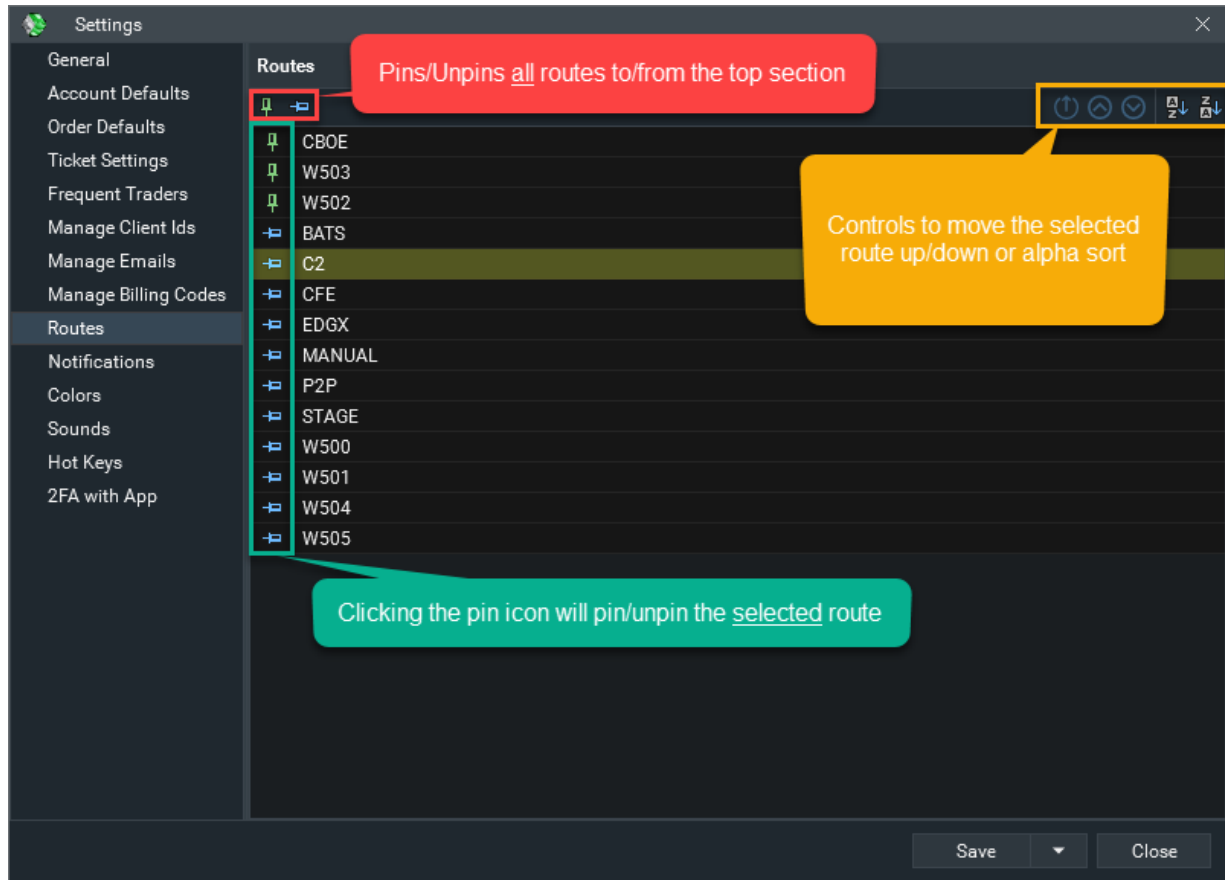 Settings
General
Account Defaults
Order Defaults
Ticket Settings
Frequent Traders
Manage Client Ids
Manage Emails
Manage Billing Codes
Routes
Notifications
Colors
Sounds
Hot Keys
2FA with App
Routes
Pins/Unpins all routes to/from the top section
CBOE
W503
W502
BATS
C2
CFE
EDGX
MANUAL
P2P
STAGE
W500
W501
W504
W505
Controls to move the selected
route up/down or alpha sort
Clicking the pin icon will pin/unpin the selected route
Save
Close